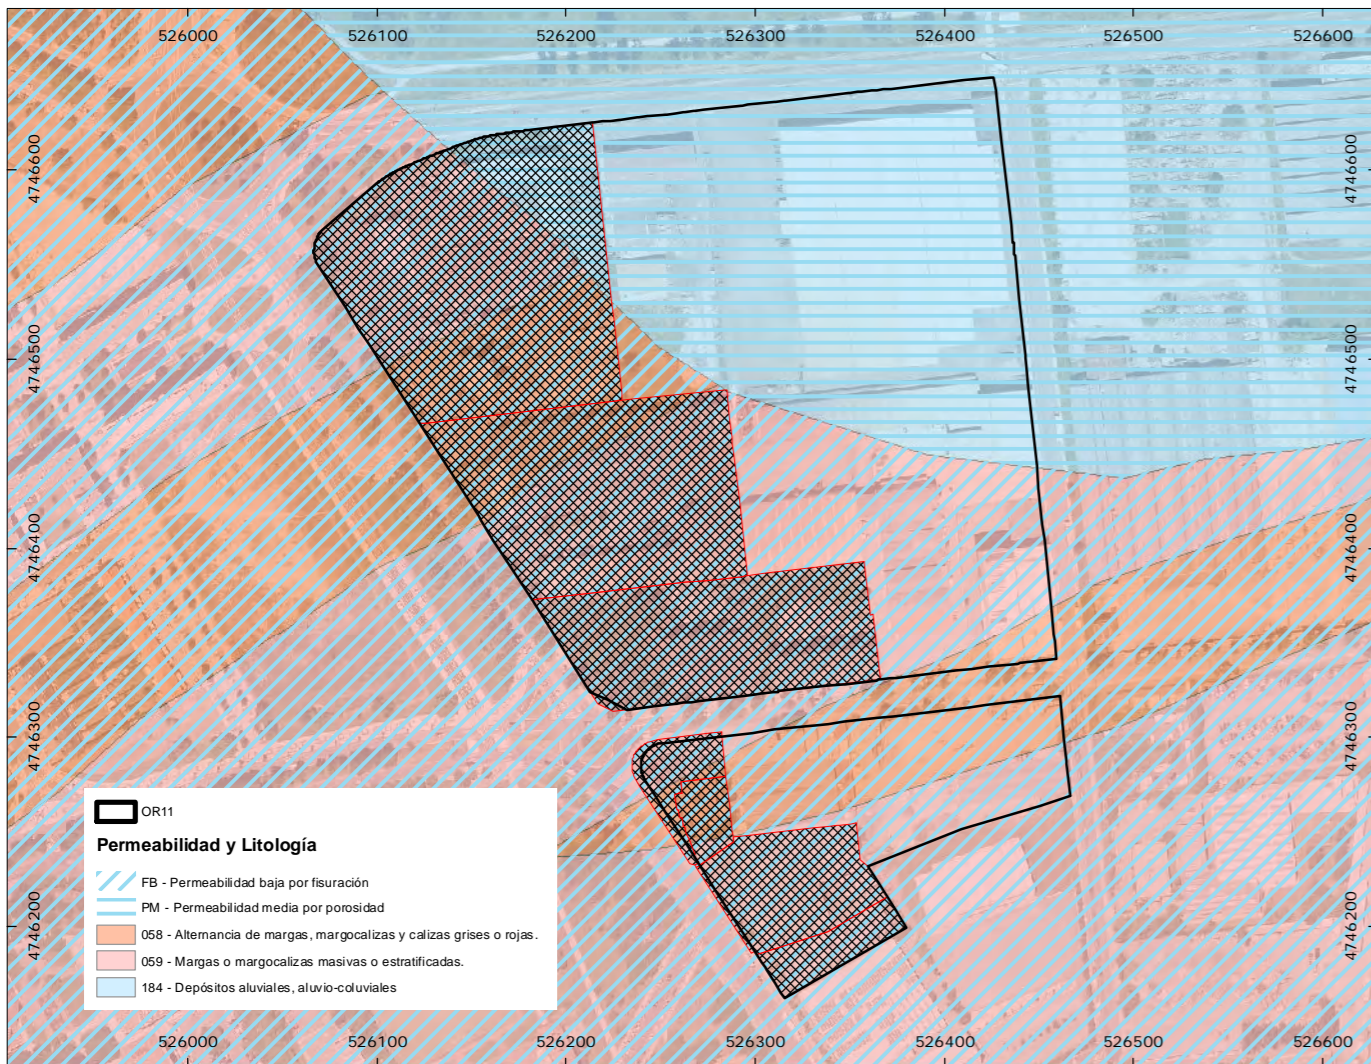 526000 526100 526200 526300 526400 526500 526600
4746600 4746600
4746500 4746500
4746400 4746400
4746300 4746300
4746200 4746200
OR11
Permeabilidad y Litología
FB - Permeabilidad baja por fisuración
PM - Permeabilidad media por porosidad
058 - Alternancia de margas, margocalizas y calizas grises o rojas.
059 - Margas o margocalizas masivas o estratificadas.
184 - Depósitos aluviales, aluvio-coluviales
526000 526100 526200 526300 526400 526500 526600